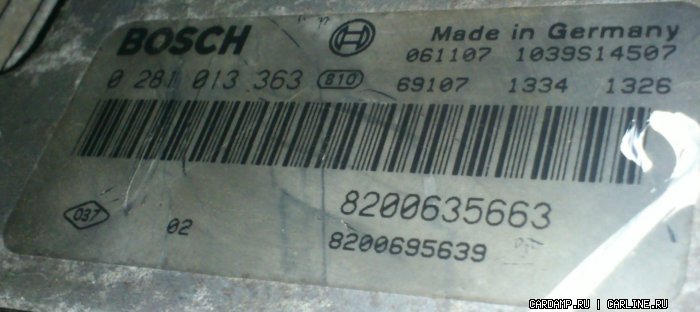 BOSCH Made in Germany
061107 1039S14507
0 281 013 363 810 69107 1334 1326
037 02 8200635663
8200695639
CARDAMP.RU | CARLINE.RU